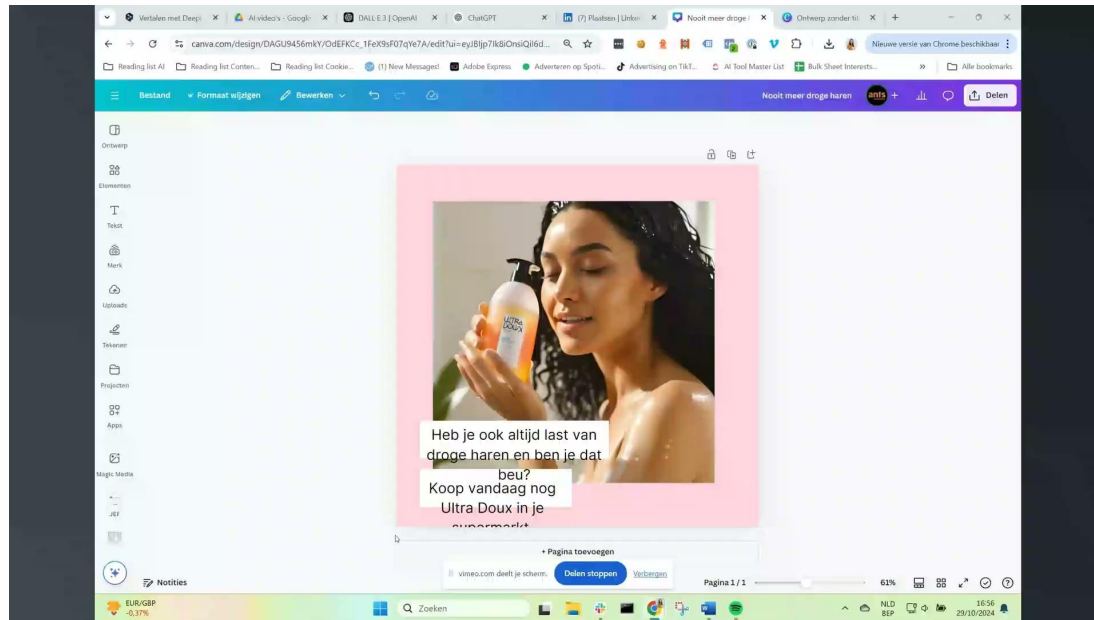 Vertalen met Deepl
AI-video's - Google
DALL·E 3 | OpenAI
ChatGPT
(7) Plaatsen | Linke
Nooit meer droge
Ontwerp zonder tit
canva.com/design/DAGU9456mkY/OdEFKCc_1FeX9sF07qYe7A/edit?ui=eyJBIjp7Ik8iOnsiQiI6d...
Nieuwe versie van Chrome beschikbaar
Reading list AI
Reading list Conten...
Reading list Cookie...
(1) New Messages!
Adobe Express
Adverteren op Spoti...
Advertising on TikT...
AI Tool Master List
Bulk Sheet Interests...
»
Alle bookmarks
Bestand
Formaat wijzigen
Bewerken
Nooit meer droge haren
ants
Delen
Ontwerp
Elementen
Tekst
Merk
Uploads
Tekenen
Projecten
Apps
Magic Media
JEF
ULTRA
DOUX
Heb je ook altijd last van
droge haren en ben je dat
beu?
Koop vandaag nog
Ultra Doux in je
supermarkt
+ Pagina toevoegen
vimeo.com deelt je scherm.
Delen stoppen
Verbergen
Notities
Pagina 1 / 1
61%
EUR/GBP
-0,37%
Zoeken
NLD
BEP
16:56
29/10/2024